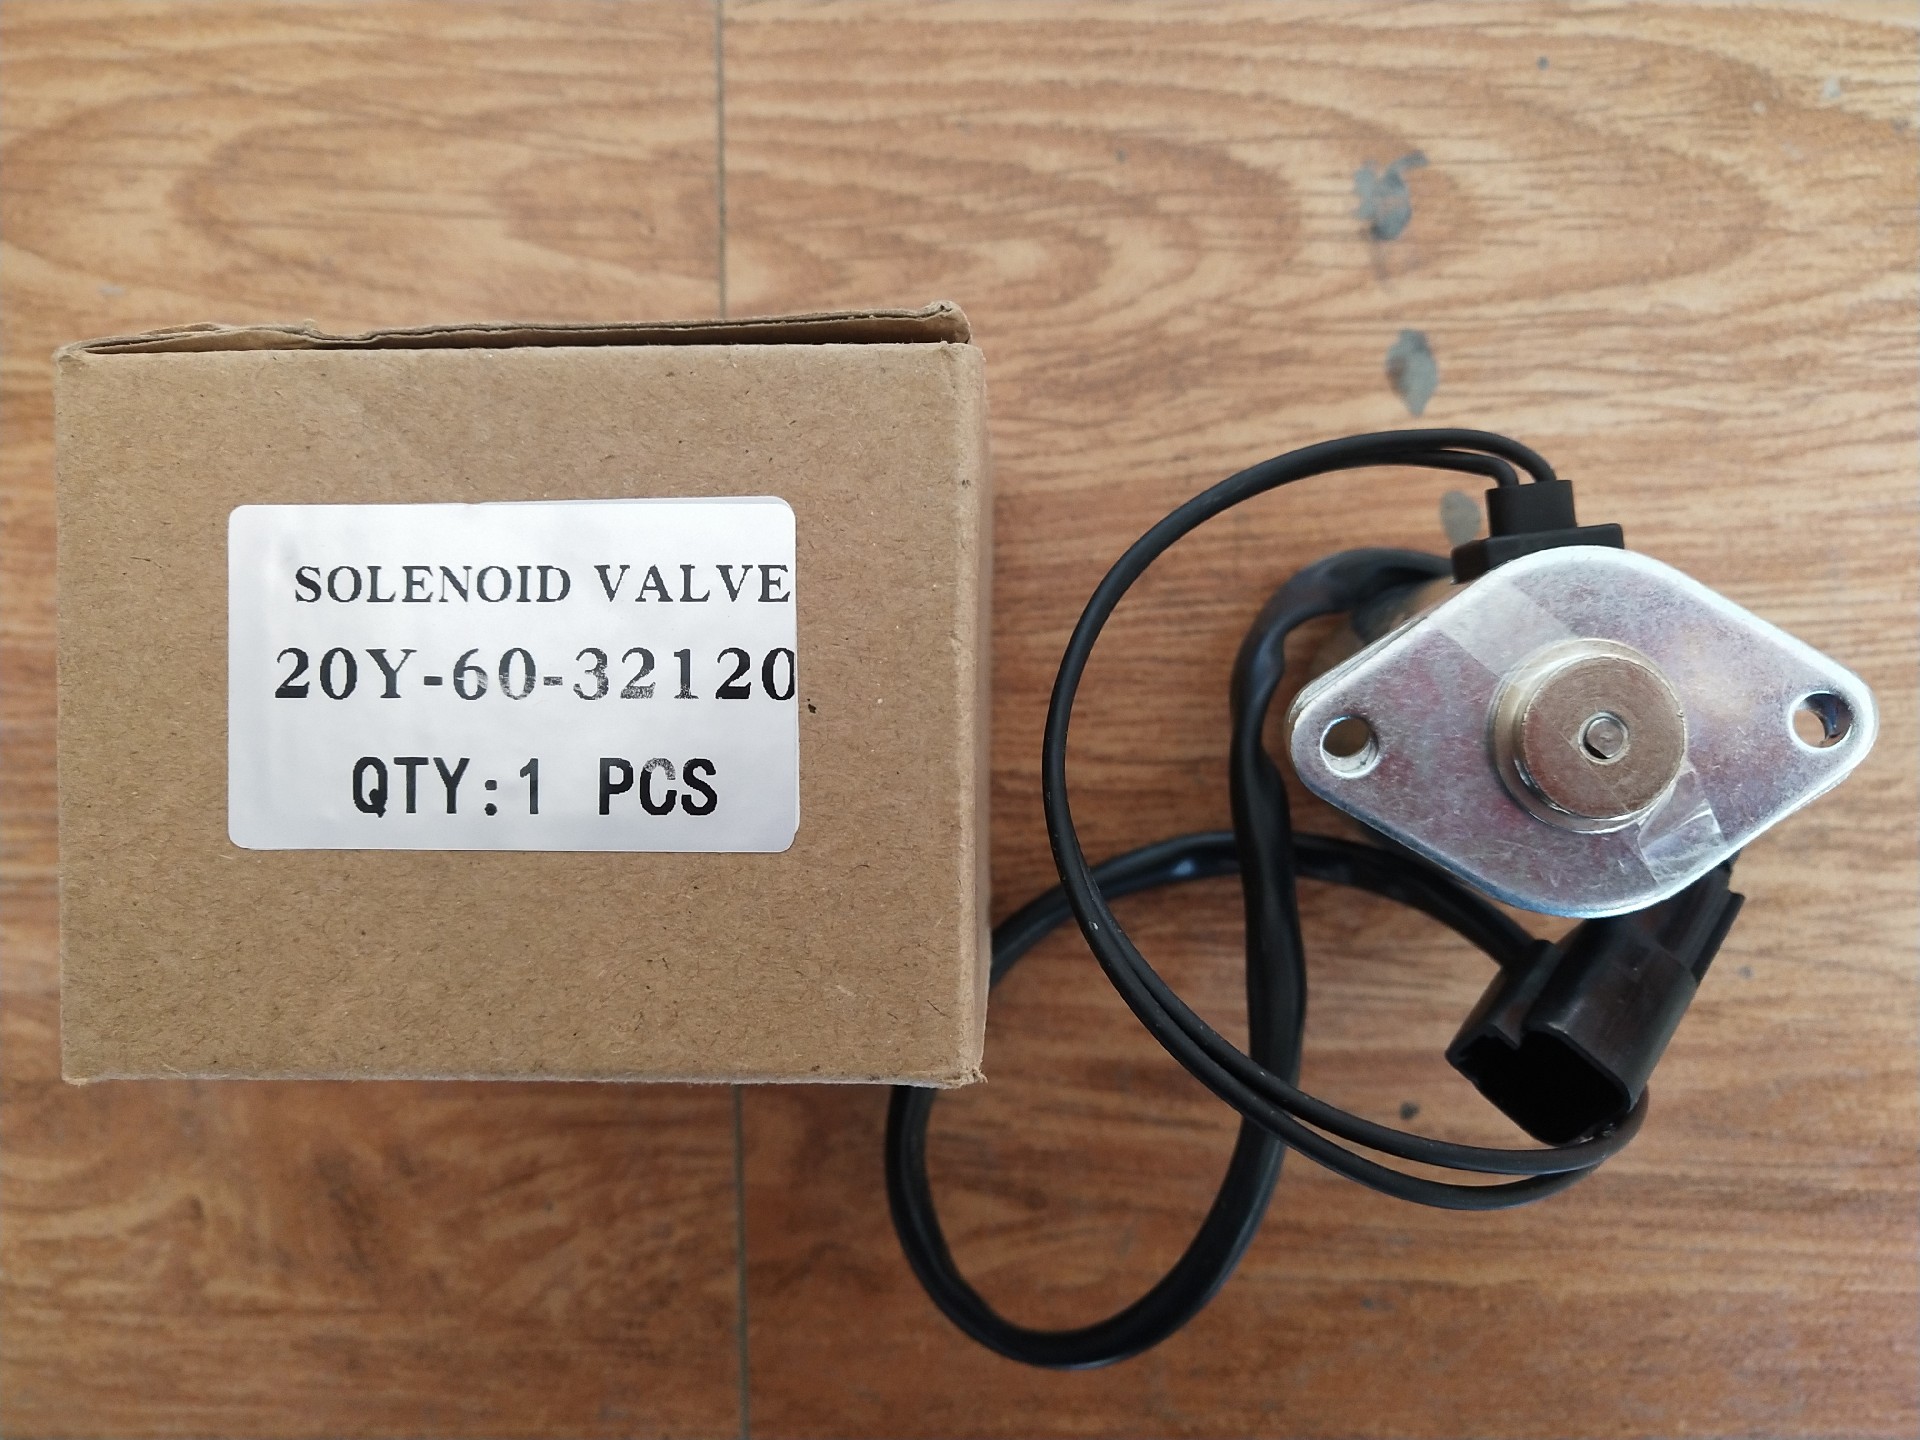 SOLENOID VALVE
20Y-60-32120
QTY:1 PCS